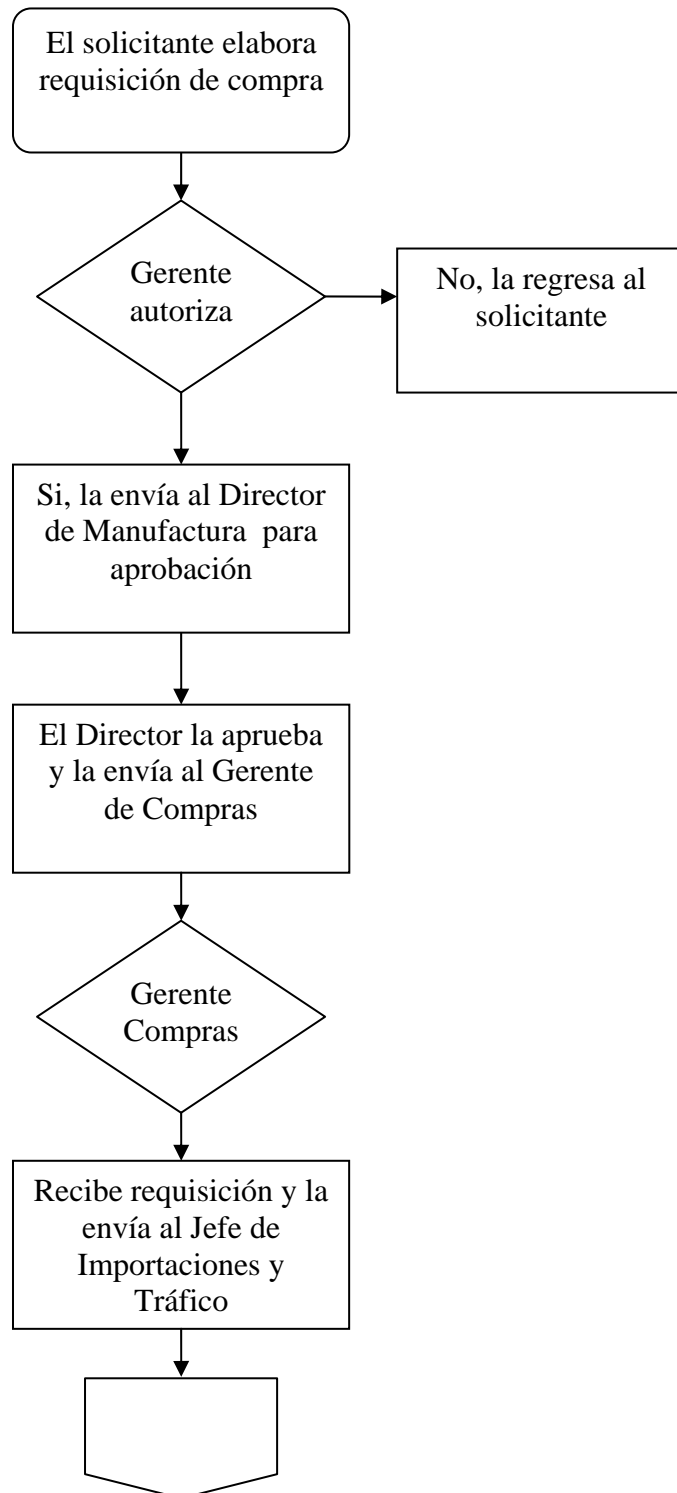 El solicitante elabora
requisición de compra
Gerente
autoriza
No, la regresa al
solicitante
Si, la envía al Director
de Manufactura  para
aprobación
El Director la aprueba
y la envía al Gerente
de Compras
Gerente
Compras
Recibe requisición y la
envía al Jefe de
Importaciones y
Tráfico